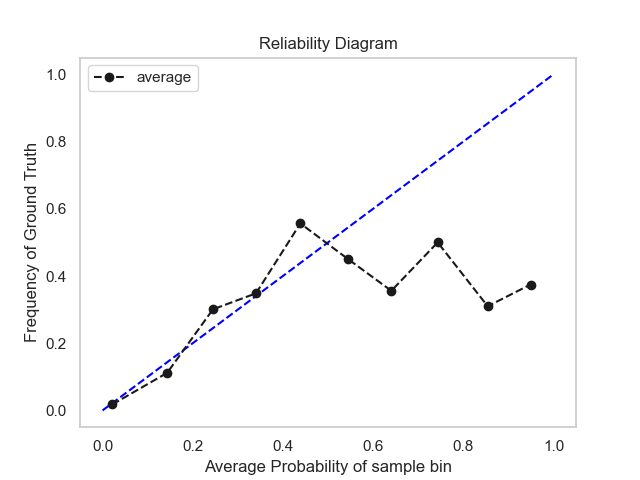 Reliability Diagram
average
Frequency of Ground Truth
1.0
0.8
0.6
0.4
0.2
0.0
0.0 0.2 0.4 0.6 0.8 1.0
Average Probability of sample bin